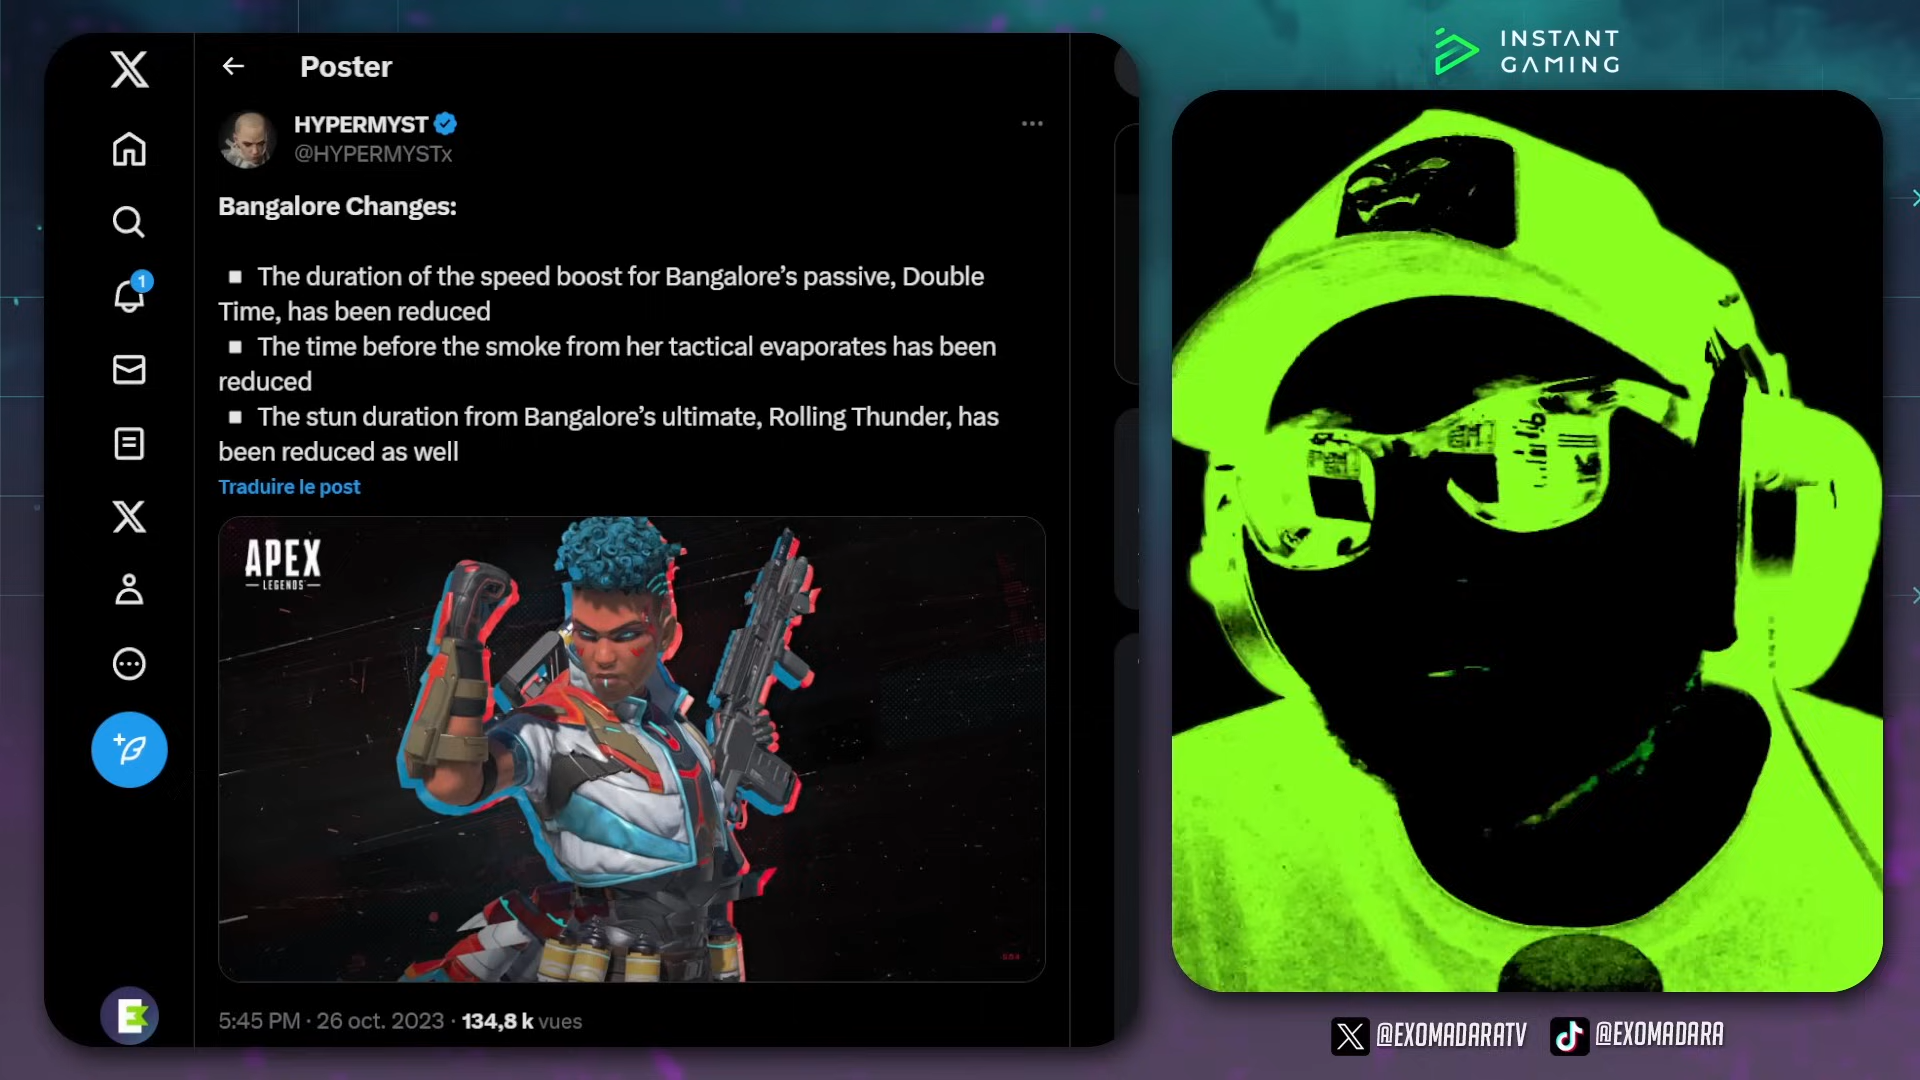 Poster
HYPERMYST
@HYPERMYSTx
Bangalore Changes:
▪ The duration of the speed boost for Bangalore’s passive, Double
Time, has been reduced
▪ The time before the smoke from her tactical evaporates has been
reduced
▪ The stun duration from Bangalore’s ultimate, Rolling Thunder, has
been reduced as well
Traduire le post
APEX
LEGENDS
5:45 PM · 26 oct. 2023 · 134,8 k vues
1
INSTANT
GAMING
@EXOMADARATV
@EXOMADARA